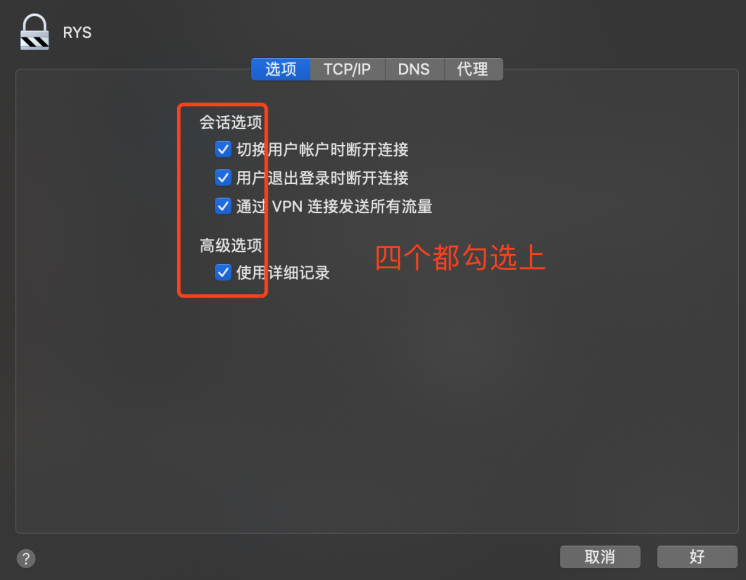 RYS
选项 TCP/IP DNS 代理
会话选项
切换用户帐户时断开连接
用户退出登录时断开连接
通过 VPN 连接发送所有流量
高级选项
使用详细记录
四个都勾选上
? 取消 好